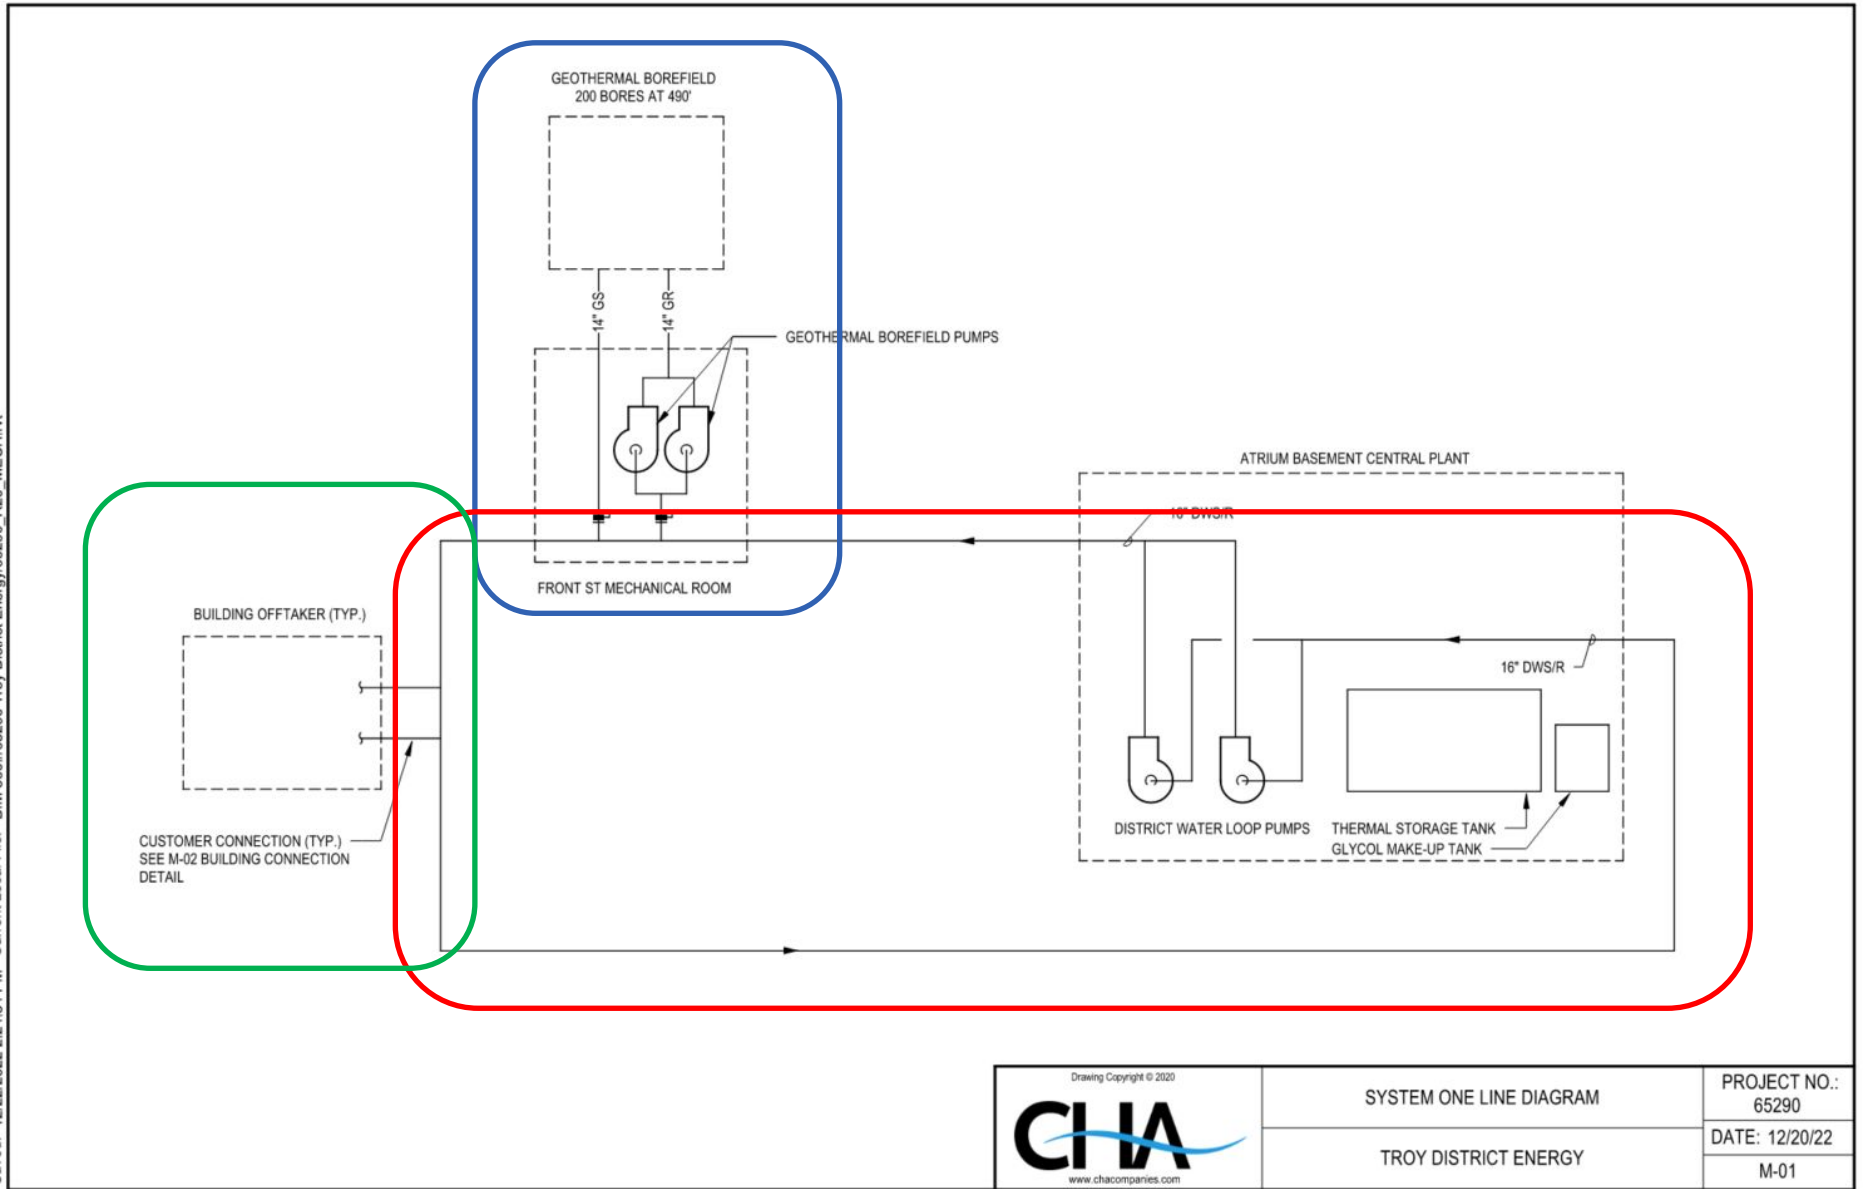 GEOTHERMAL BOREFIELD
200 BORES AT 490'
14" GS
14" GR
GEOTHERMAL BOREFIELD PUMPS
FRONT ST MECHANICAL ROOM
ATRIUM BASEMENT CENTRAL PLANT
16" DWS/R
16" DWS/R
BUILDING OFFTAKER (TYP.)
CUSTOMER CONNECTION (TYP.)
SEE M-02 BUILDING CONNECTION
DETAIL
DISTRICT WATER LOOP PUMPS
THERMAL STORAGE TANK
GLYCOL MAKE-UP TANK
Drawing Copyright © 2020
CHA
www.chacompanies.com
SYSTEM ONE LINE DIAGRAM
TROY DISTRICT ENERGY
PROJECT NO.:
65290
DATE: 12/20/22
M-01